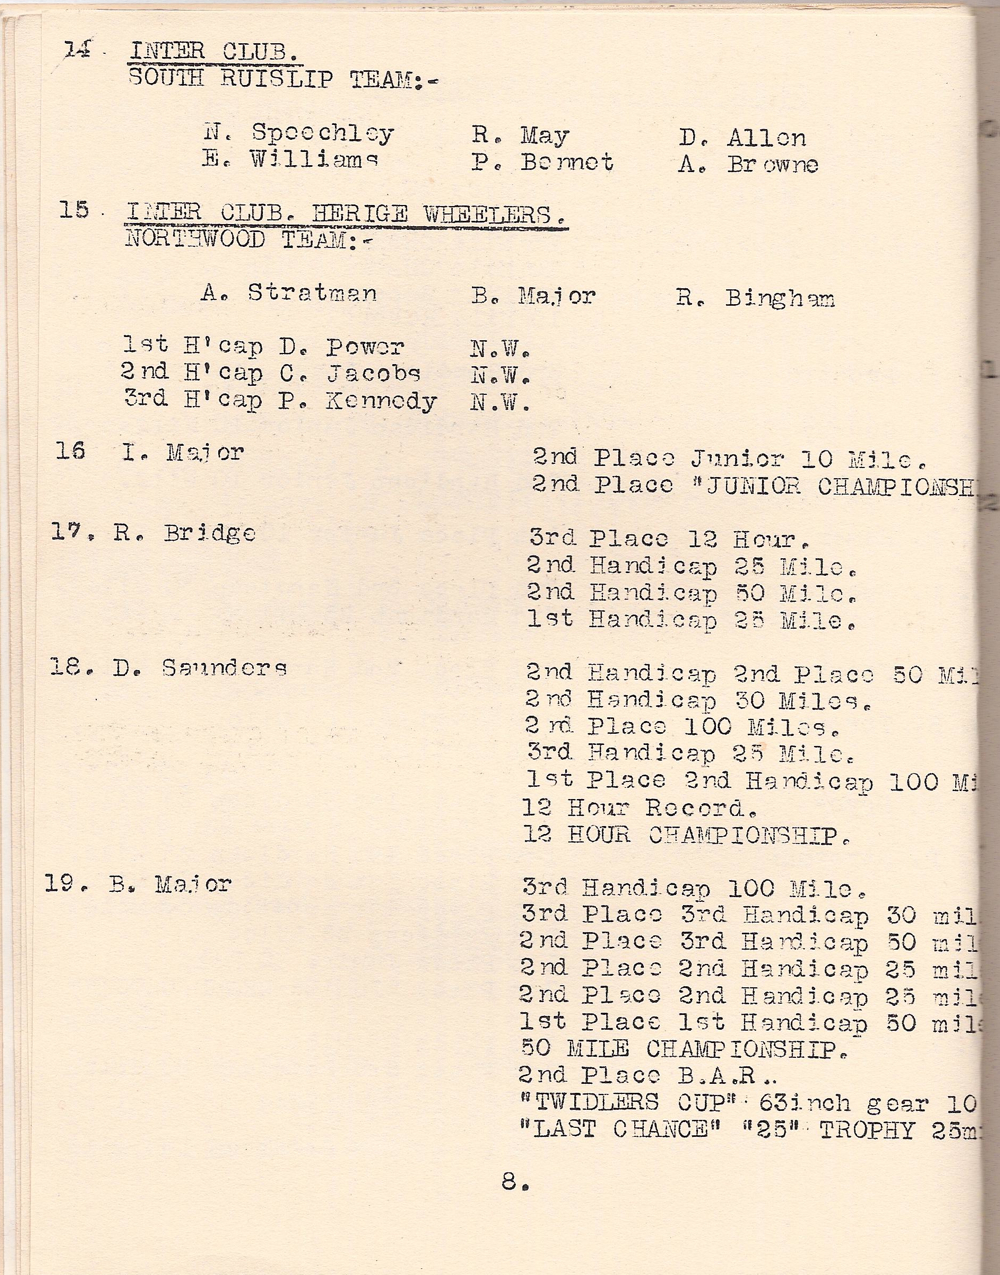 14. INTER CLUB.
SOUTH RUISLIP TEAM:-
N. Speechley R. May D. Allen
E. Williams P. Bennet A. Browne
15. INTER CLUB. HERIGE WHEELERS.
NORTHWOOD TEAM:-
A. Stratman B. Major R. Bingham
1st H'cap D. Power N.W.
2nd H'cap C. Jacobs N.W.
3rd H'cap P. Kennedy N.W.
16 I. Major 2nd Place Junior 10 Mile.
2nd Place "JUNIOR CHAMPIONSH
17. R. Bridge 3rd Place 12 Hour.
2nd Handicap 25 Mile.
2nd Handicap 50 Mile.
1st Handicap 25 Mile.
18. D. Saunders 2nd Handicap 2nd Place 50 Mil
2nd Handicap 30 Miles.
2rd Place 100 Miles.
3rd Handicap 25 Mile.
1st Place 2nd Handicap 100 Mi
12 Hour Record.
12 HOUR CHAMPIONSHIP.
19. B. Major 3rd Handicap 100 Mile.
3rd Place 3rd Handicap 30 mil
2nd Place 3rd Handicap 50 mil
2nd Place 2nd Handicap 25 mil
2nd Place 2nd Handicap 25 mil
1st Place 1st Handicap 50 mil
50 MILE CHAMPIONSHIP.
2nd Place B.A.R..
"TWIDLERS CUP" 63inch gear 10
"LAST CHANCE" "25" TROPHY 25m
8.